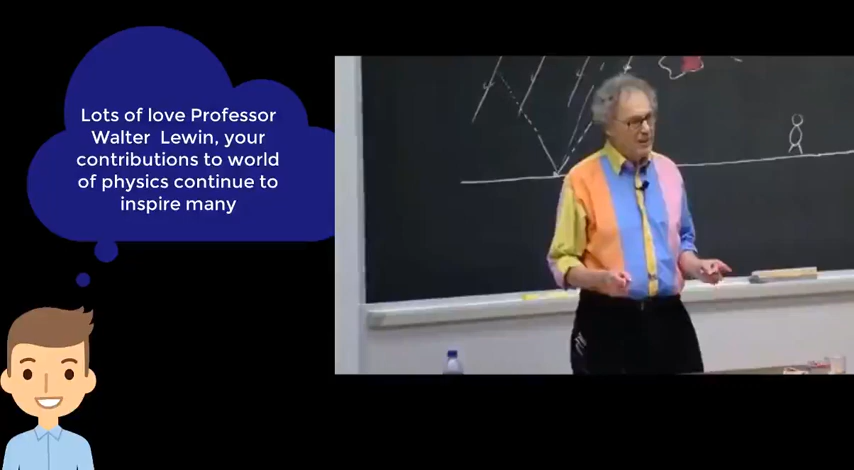 Lots of love Professor
Walter Lewin, your
contributions to world
of physics continue to
inspire many